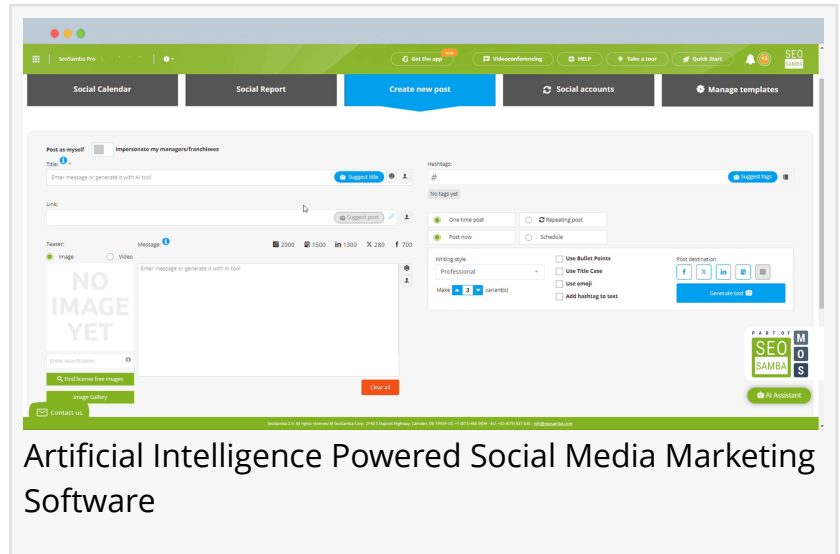 SeoSamba Pro >
Get the app
Videoconferencing
HELP
Take a tour
Quick Start
13
SEO
SAMBA
Social Calendar
Social Report
Create new post
Social accounts
Manage templates
Post as myself
Impersonate my managers/franchisees
Title:
*
Enter message or generate it with AI tool
Suggest title
Hashtags:
#
Suggest tags
No tags yet
Link:
Suggest post
One time post
Repeating post
Post now
Schedule
Teaser:
Image
Video
Message:
2000
1500
in 1300
X 280
f 700
NO
IMAGE
YET
Enter message or generate it with AI tool
Writing style
Professional
Make 3 variant(s)
Use Bullet Points
Use Title Case
Use emoji
Add hashtag to text
Post destination
f X in
Generate text
Enter search term
Find license free images
Image Gallery
Clear all
PART OF
SEO
SAMBA
MOS
AI Assistant
Contact us
Artificial Intelligence Powered Social Media Marketing
Software